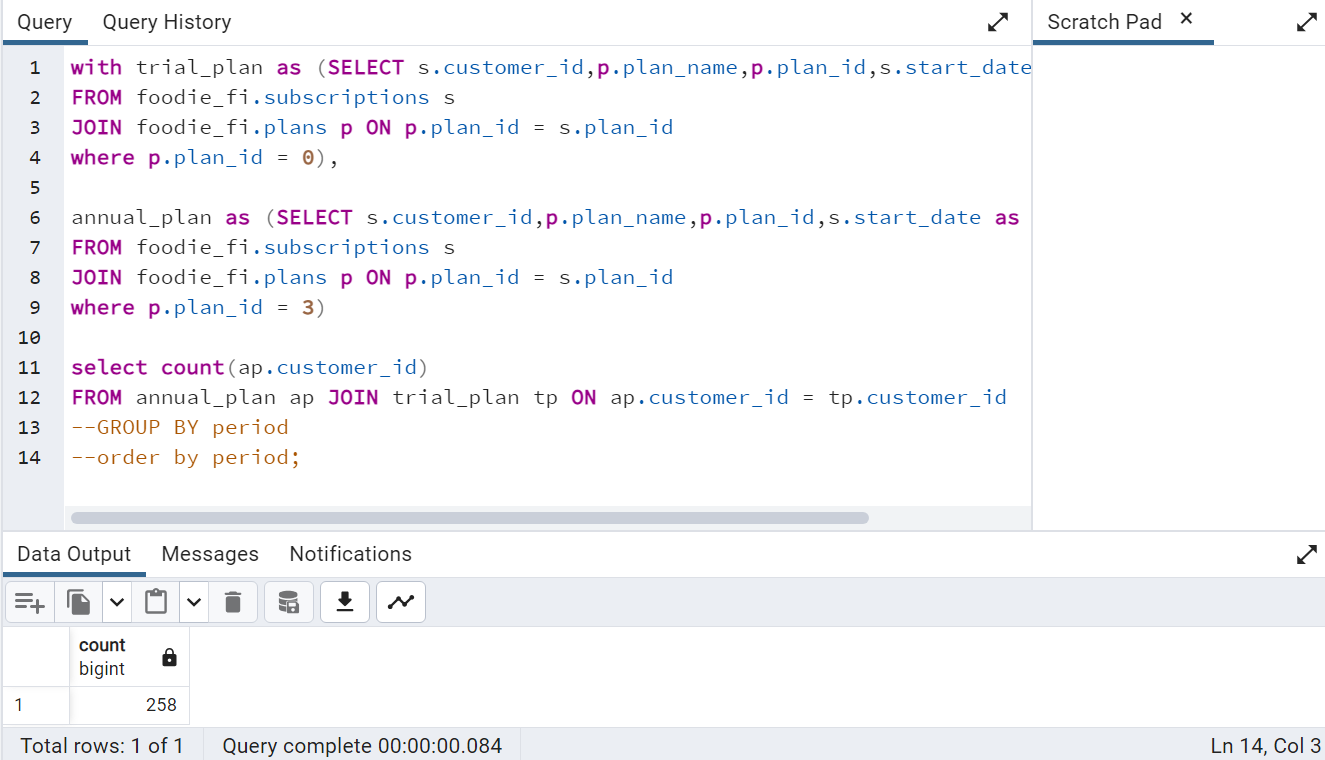 Query Query History
Scratch Pad ×
1 with trial_plan as (SELECT s.customer_id,p.plan_name,p.plan_id,s.start_date
2 FROM foodie_fi.subscriptions s
3 JOIN foodie_fi.plans p ON p.plan_id = s.plan_id
4 where p.plan_id = 0),
5
6 annual_plan as (SELECT s.customer_id,p.plan_name,p.plan_id,s.start_date as
7 FROM foodie_fi.subscriptions s
8 JOIN foodie_fi.plans p ON p.plan_id = s.plan_id
9 where p.plan_id = 3)
10
11 select count(ap.customer_id)
12 FROM annual_plan ap JOIN trial_plan tp ON ap.customer_id = tp.customer_id
13 --GROUP BY period
14 --order by period;
Data Output Messages Notifications
count
bigint
1 258
Total rows: 1 of 1 Query complete 00:00:00.084 Ln 14, Col 3